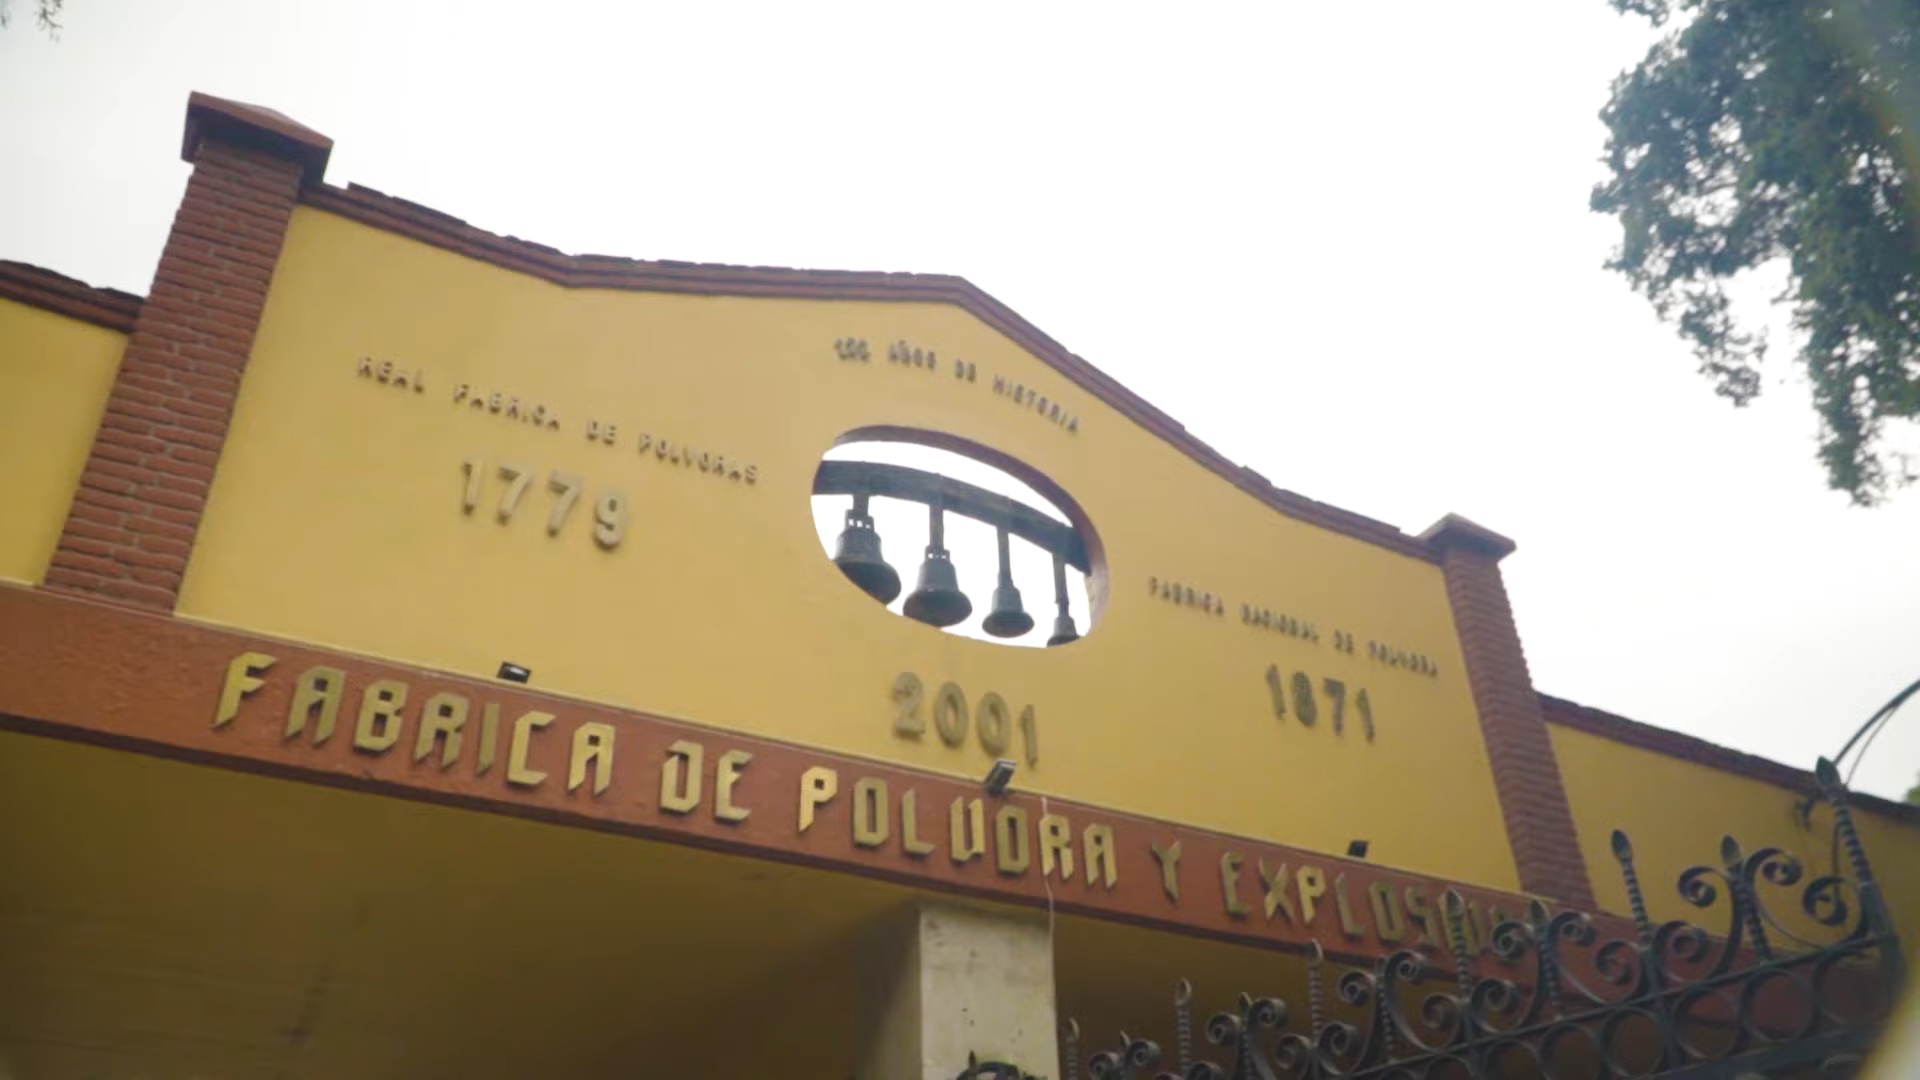 AÑOS DE HISTORIA
REAL FABRICA DE POLVORAS
1779
FABRICA NACIONAL DE POLVORA
1871
2001
FABRICA DE POLVORA Y